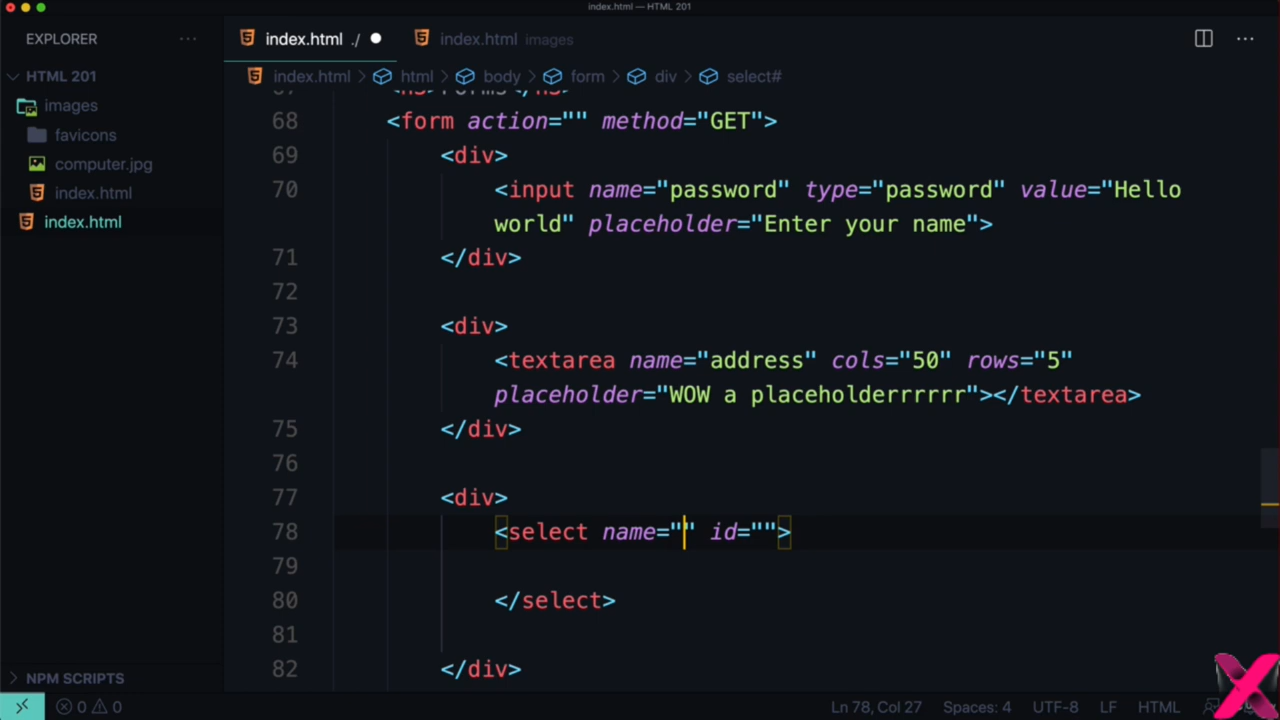 index.html — HTML 201
EXPLORER ···
index.html ./
index.html images
HTML 201
index.html > html > body > form > div > select#
images
favicons
computer.jpg
index.html
index.html
68 <form action="" method="GET">
69 <div>
70 <input name="password" type="password" value="Hello
world" placeholder="Enter your name">
71 </div>
72
73 <div>
74 <textarea name="address" cols="50" rows="5"
placeholder="WOW a placeholderrrrrr"></textarea>
75 </div>
76
77 <div>
78 <select name="" id="">
79
80 </select>
81
82 </div>
NPM SCRIPTS
0 0
Ln 78, Col 27 Spaces: 4 UTF-8 LF HTML
X